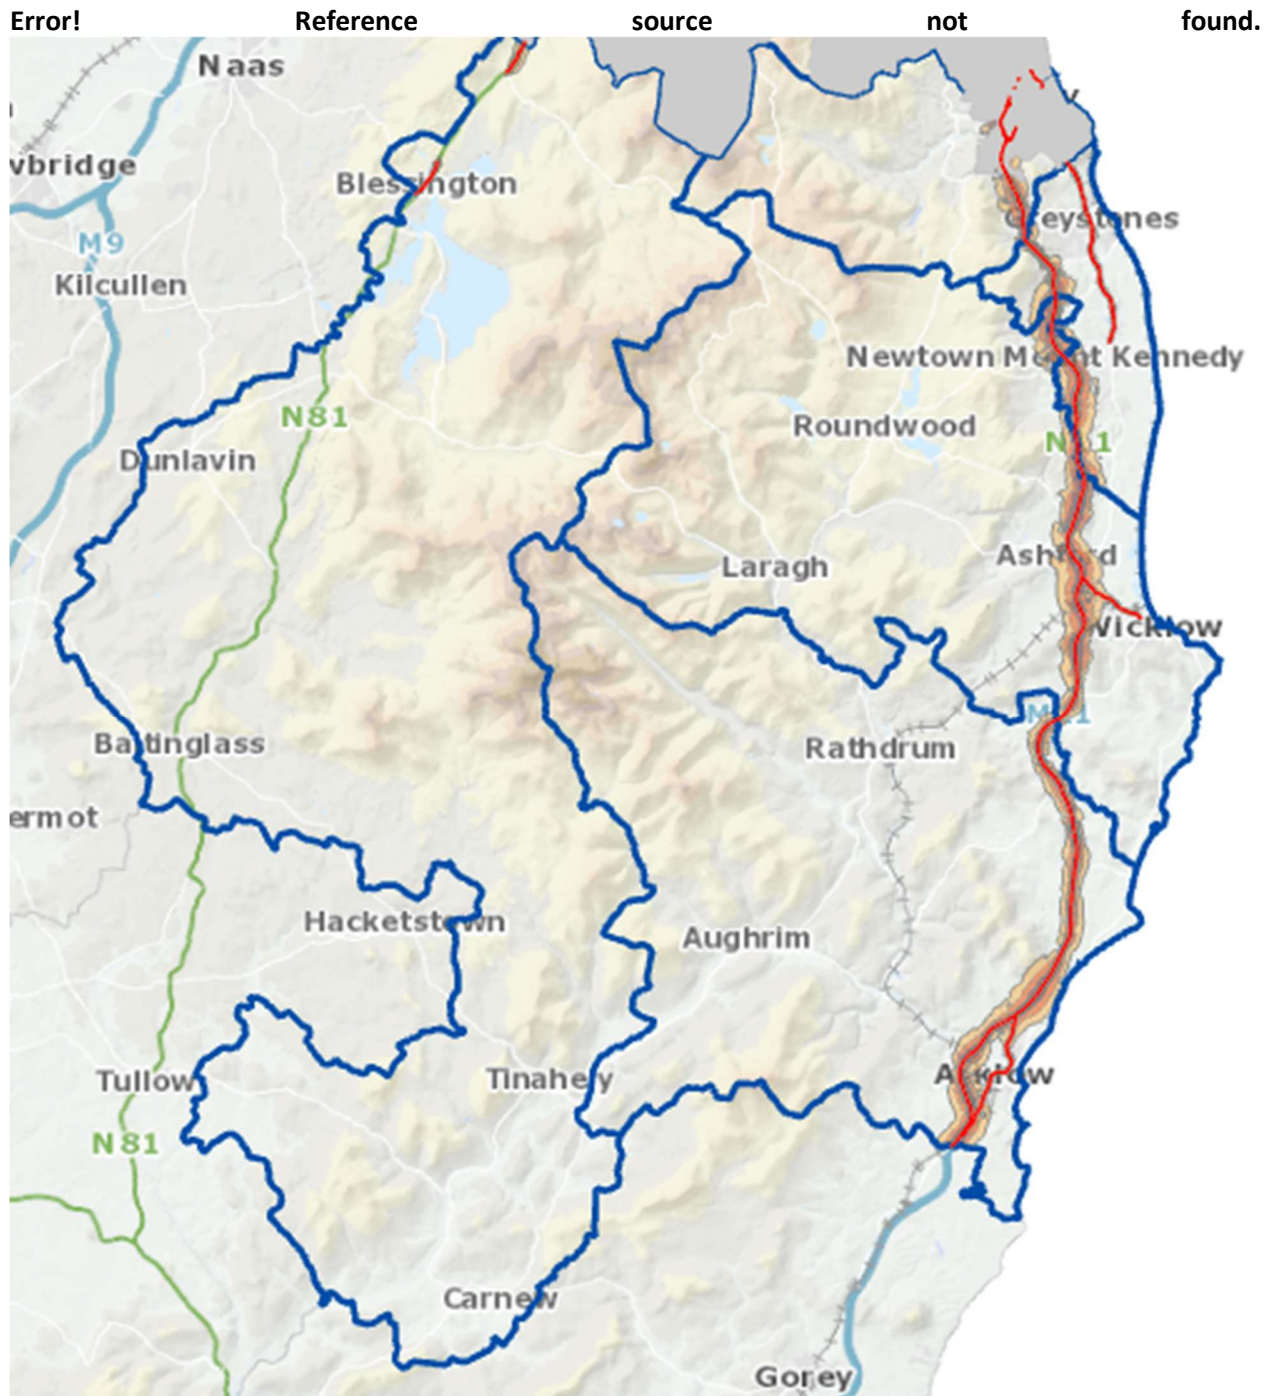 Error! Reference source not found.
Naas
y
vbridge
Blessington
Greystones
M9
Kilcullen
Newtown Mount Kennedy
N81
Roundwood
N11
Dunlavin
Ashford
Laragh
Wicklow
M11
Baltinglass
Rathdrum
ermot
Hacketstown
Aughrim
Tullow
Tinahely
Arklow
N81
Carnew
Gorey